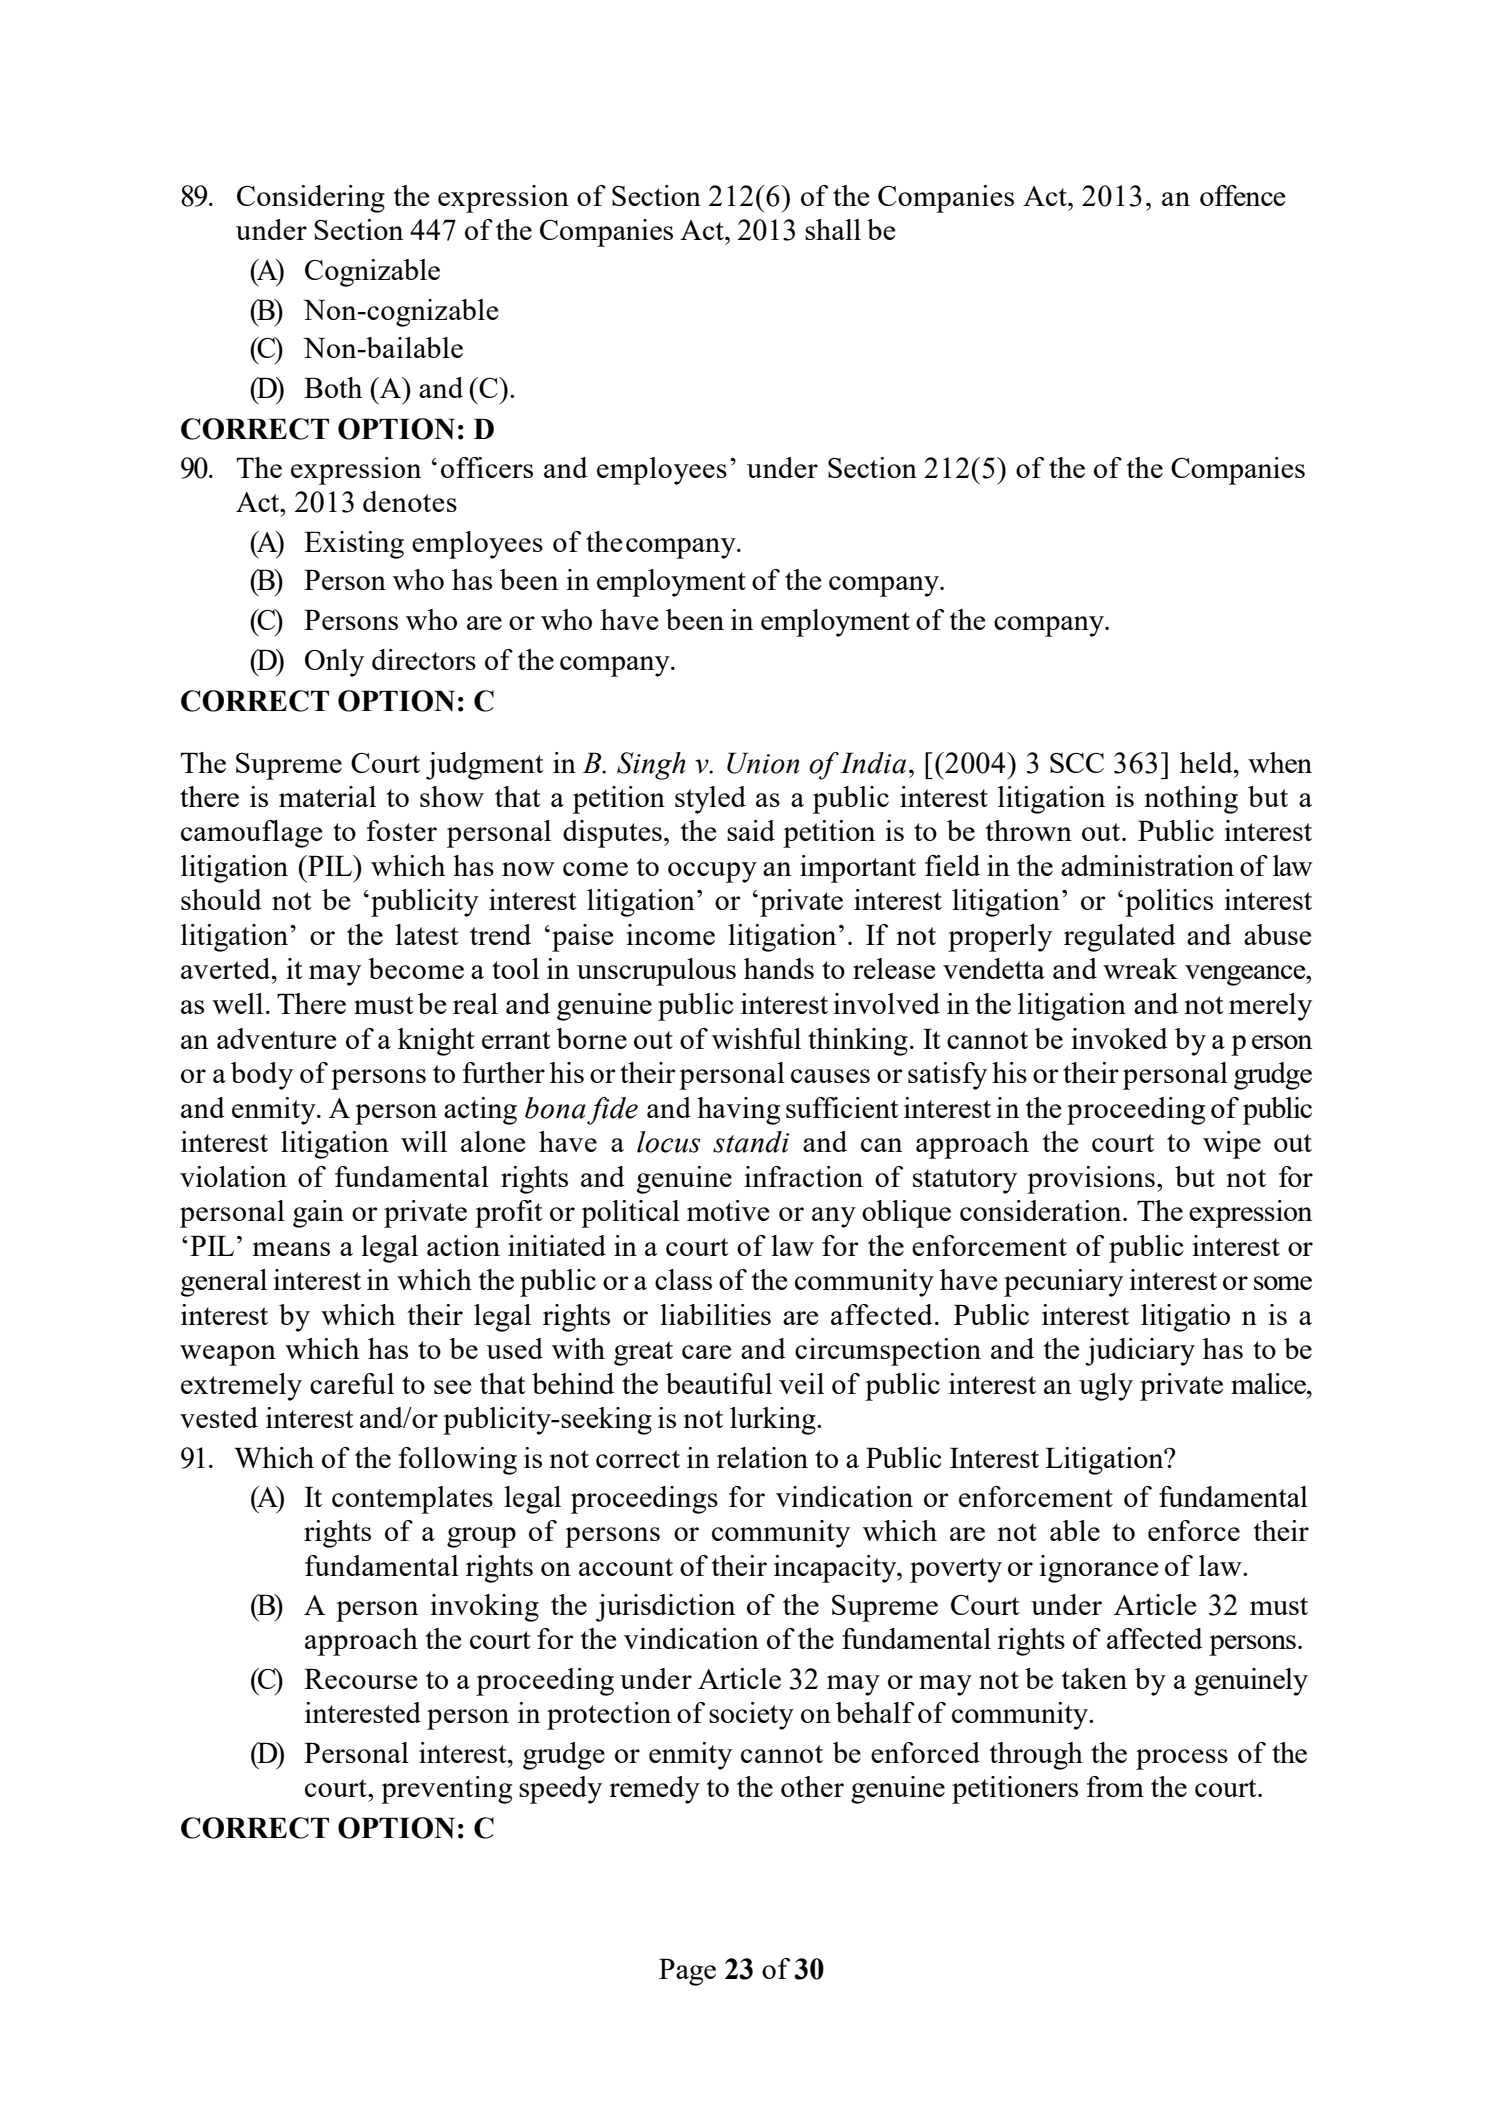 89. Considering the expression of Section 212(6) of the Companies Act, 2013, an offence
under Section 447 of the Companies Act, 2013 shall be
(A) Cognizable
(B) Non-cognizable
(C) Non-bailable
(D) Both (A) and (C).
CORRECT OPTION: D
90. The expression ‘officers and employees’ under Section 212(5) of the of the Companies
Act, 2013 denotes
(A) Existing employees of thecompany.
(B) Person who has been in employment of the company.
(C) Persons who are or who have been in employment of the company.
(D) Only directors of the company.
CORRECT OPTION: C
The Supreme Court judgment in B. Singh v. Union of India, [(2004) 3 SCC 363] held, when
there is material to show that a petition styled as a public interest litigation is nothing but a
camouflage to foster personal disputes, the said petition is to be thrown out. Public interest
litigation (PIL) which has now come to occupy an important field in the administration of law
should not be ‘publicity interest litigation’ or ‘private interest litigation’ or ‘politics interest
litigation’ or the latest trend ‘paise income litigation’. If not properly regulated and abuse
averted, it may become a tool in unscrupulous hands to release vendetta and wreak vengeance,
as well. There must be real and genuine public interest involved in the litigation and not merely
an adventure of a knight errant borne out of wishful thinking. It cannot be invoked by a p erson
or a body of persons to further his or their personal causes or satisfy his or their personal grudge
and enmity. A person acting bona fide and having sufficient interest in the proceeding of public
interest litigation will alone have a locus standi and can approach the court to wipe out
violation of fundamental rights and genuine infraction of statutory provisions, but not for
personal gain or private profit or political motive or any oblique consideration. The expression
‘PIL’ means a legal action initiated in a court of law for the enforcement of public interest or
general interest in which the public or a class of the community have pecuniary interest or some
interest by which their legal rights or liabilities are affected. Public interest litigatio n is a
weapon which has to be used with great care and circumspection and the judiciary has to be
extremely careful to see that behind the beautiful veil of public interest an ugly private malice,
vested interest and/or publicity-seeking is not lurking.
91. Which of the following is not correct in relation to a Public Interest Litigation?
(A) It contemplates legal proceedings for vindication or enforcement of fundamental
rights of a group of persons or community which are not able to enforce their
fundamental rights on account of their incapacity, poverty or ignorance of law.
(B) A person invoking the jurisdiction of the Supreme Court under Article 32 must
approach the court for the vindication of the fundamental rights of affected persons.
(C) Recourse to a proceeding under Article 32 may or may not be taken by a genuinely
interested person in protection of society on behalf of community.
(D) Personal interest, grudge or enmity cannot be enforced through the process of the
court, preventing speedy remedy to the other genuine petitioners from the court.
CORRECT OPTION: C
Page 23 of 30